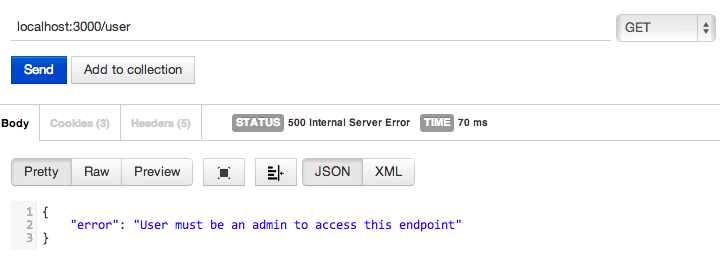 localhost:3000/user GET
Send Add to collection
Body Cookies (3) Headers (5) STATUS 500 Internal Server Error TIME 70 ms
Pretty Raw Preview JSON XML
1 {
2 "error": "User must be an admin to access this endpoint"
3 }